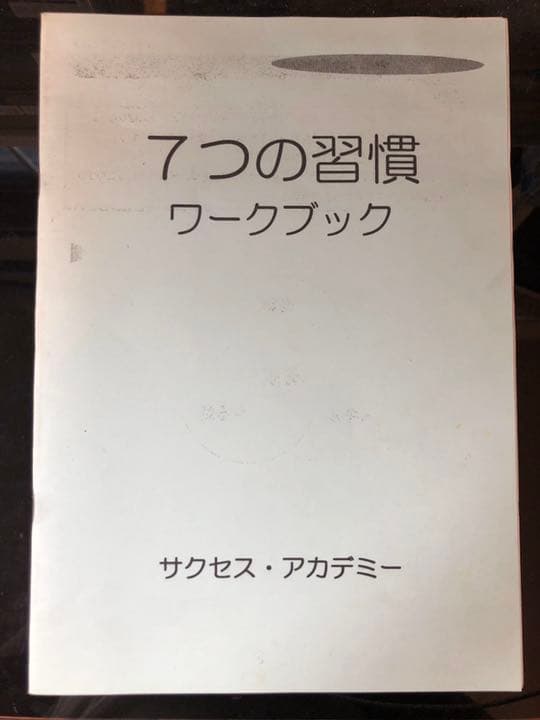 7つの習慣
ワークブック
サクセス・アカデミー